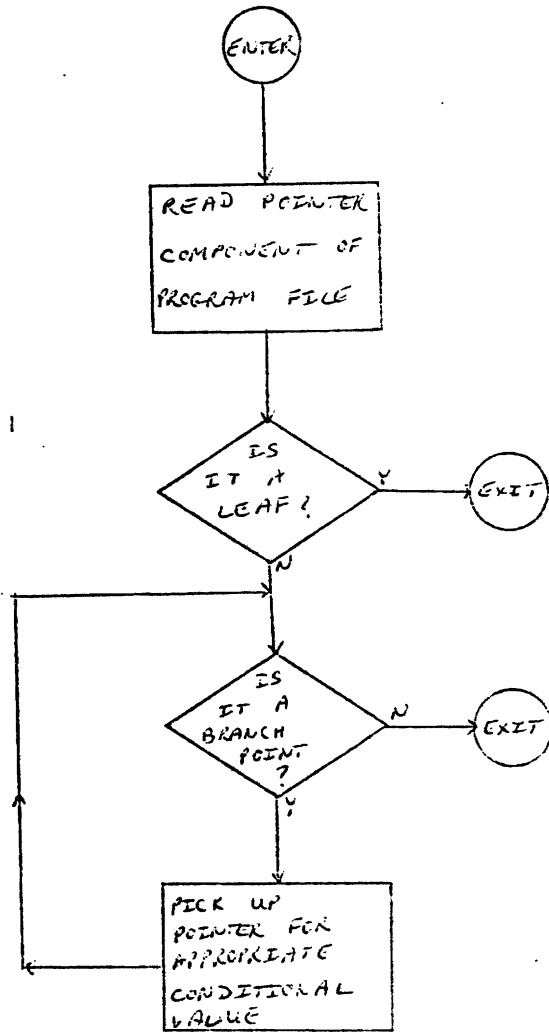 ENTER
READ POINTER
COMPONENT OF
PROGRAM FILE
IS
IT A
LEAF?
Y
EXIT
N
IS
IT A
BRANCH
POINT
?
N
EXIT
Y
PICK UP
POINTER FOR
APPROPRIATE
CONDITIONAL
VALUE